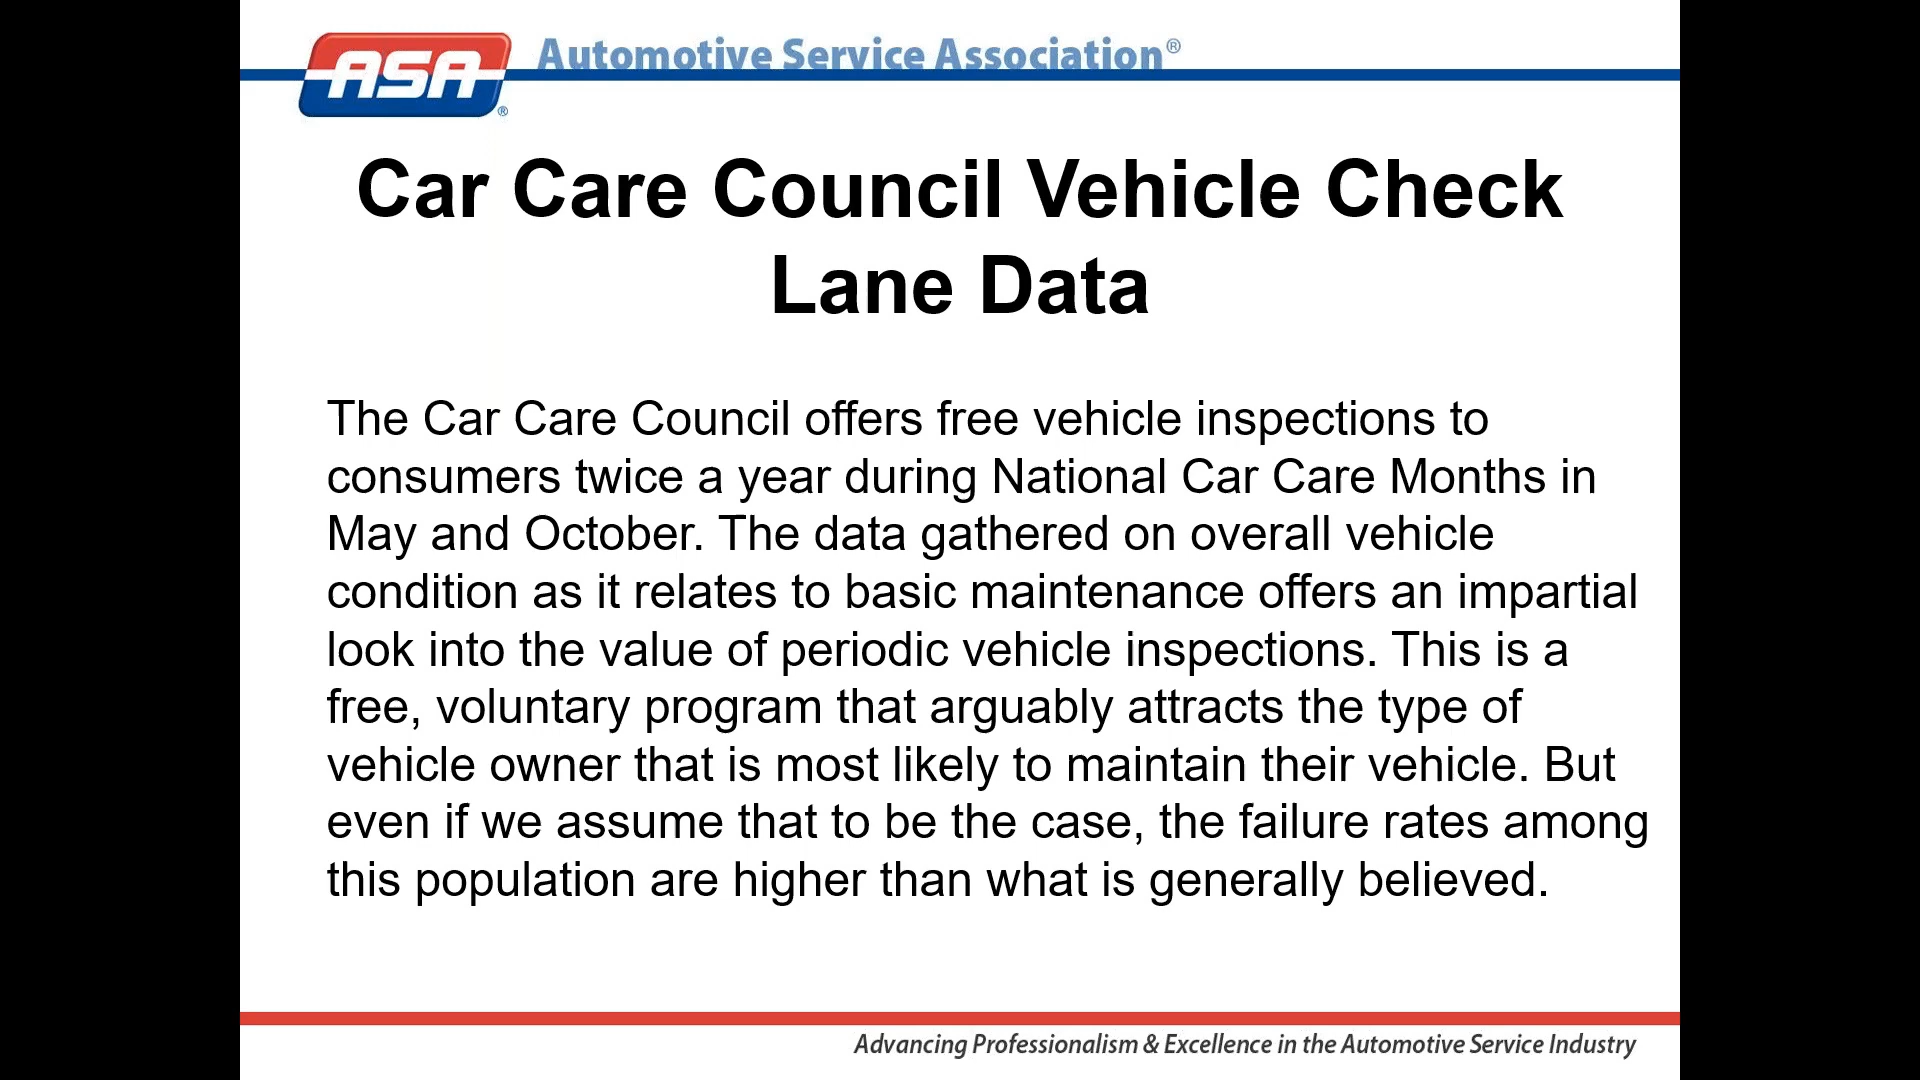 ASA
®
Automotive Service Association®
Car Care Council Vehicle Check
Lane Data
The Car Care Council offers free vehicle inspections to
consumers twice a year during National Car Care Months in
May and October. The data gathered on overall vehicle
condition as it relates to basic maintenance offers an impartial
look into the value of periodic vehicle inspections. This is a
free, voluntary program that arguably attracts the type of
vehicle owner that is most likely to maintain their vehicle. But
even if we assume that to be the case, the failure rates among
this population are higher than what is generally believed.
Advancing Professionalism & Excellence in the Automotive Service Industry